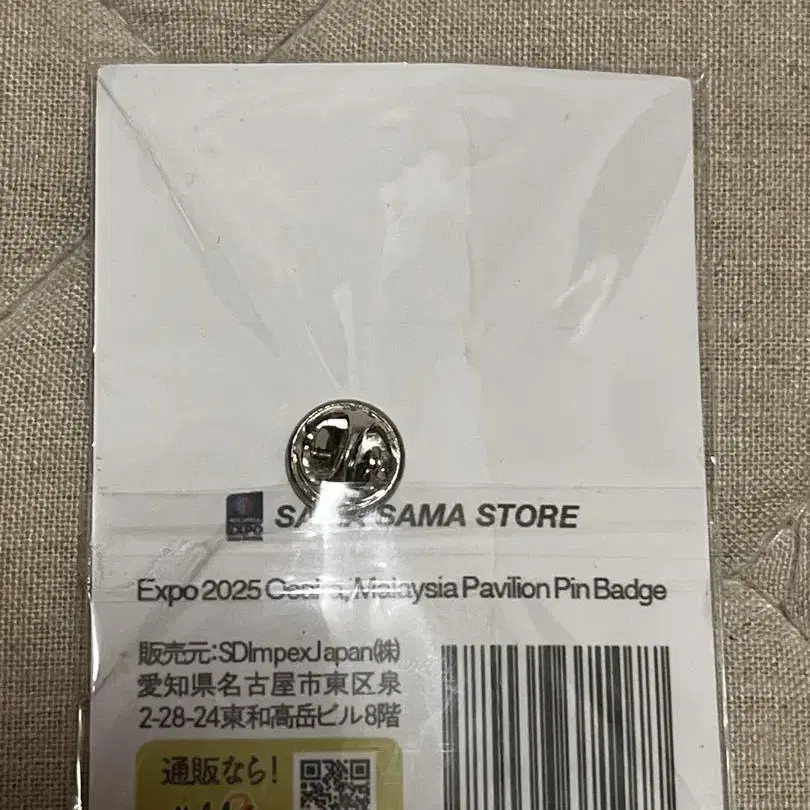 EXPO
SAMA STORE
Expo 2025 Osaka, Malaysia Pavilion Pin Badge
販売元:SDImpexJapan㈱
愛知県名古屋市東区泉
2-28-24東和高岳ビル8階
通販なら!